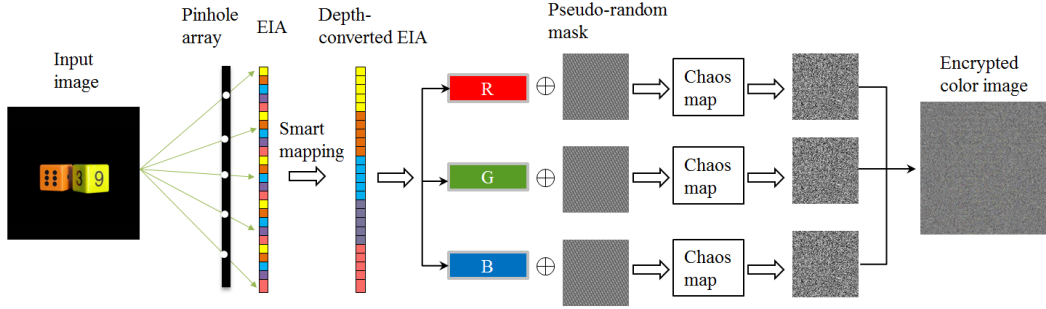 Input
image
Pinhole
array
EIA
Depth-
converted EIA
Smart
mapping
Pseudo-random
mask
R
Chaos
map
G
Chaos
map
B
Chaos
map
Encrypted
color image
3 9